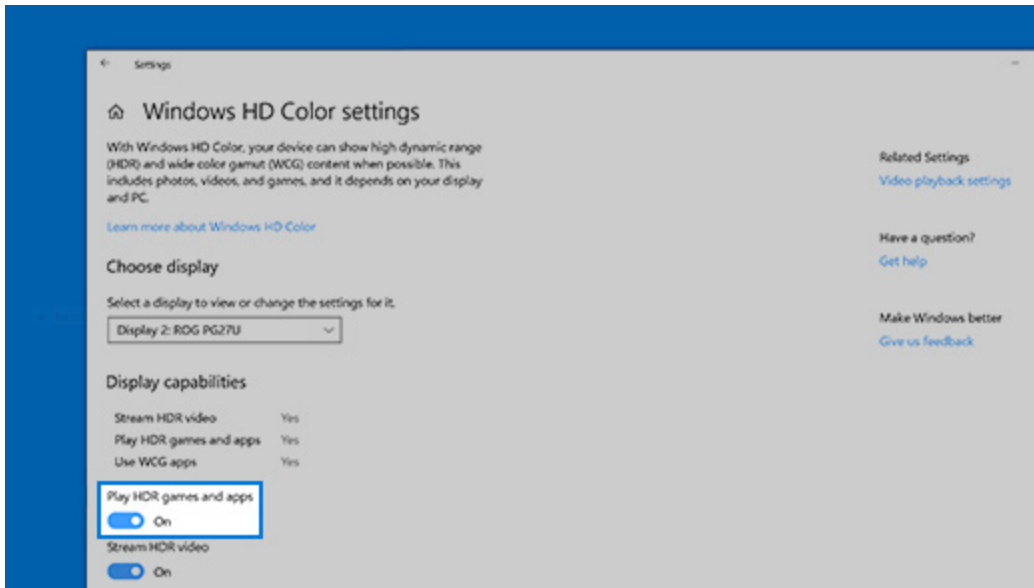 Settings
Windows HD Color settings
With Windows HD Color, your device can show high dynamic range
(HDR) and wide color gamut (WCG) content when possible. This
includes photos, videos, and games, and it depends on your display
and PC.
Learn more about Windows HD Color
Choose display
Select a display to view or change the settings for it.
Display 2: ROG PG27U
Display capabilities
Stream HDR video Yes
Play HDR games and apps Yes
Use WCG apps Yes
Play HDR games and apps
On
Stream HDR video
On
Related Settings
Video playback settings
Have a question?
Get help
Make Windows better
Give us feedback